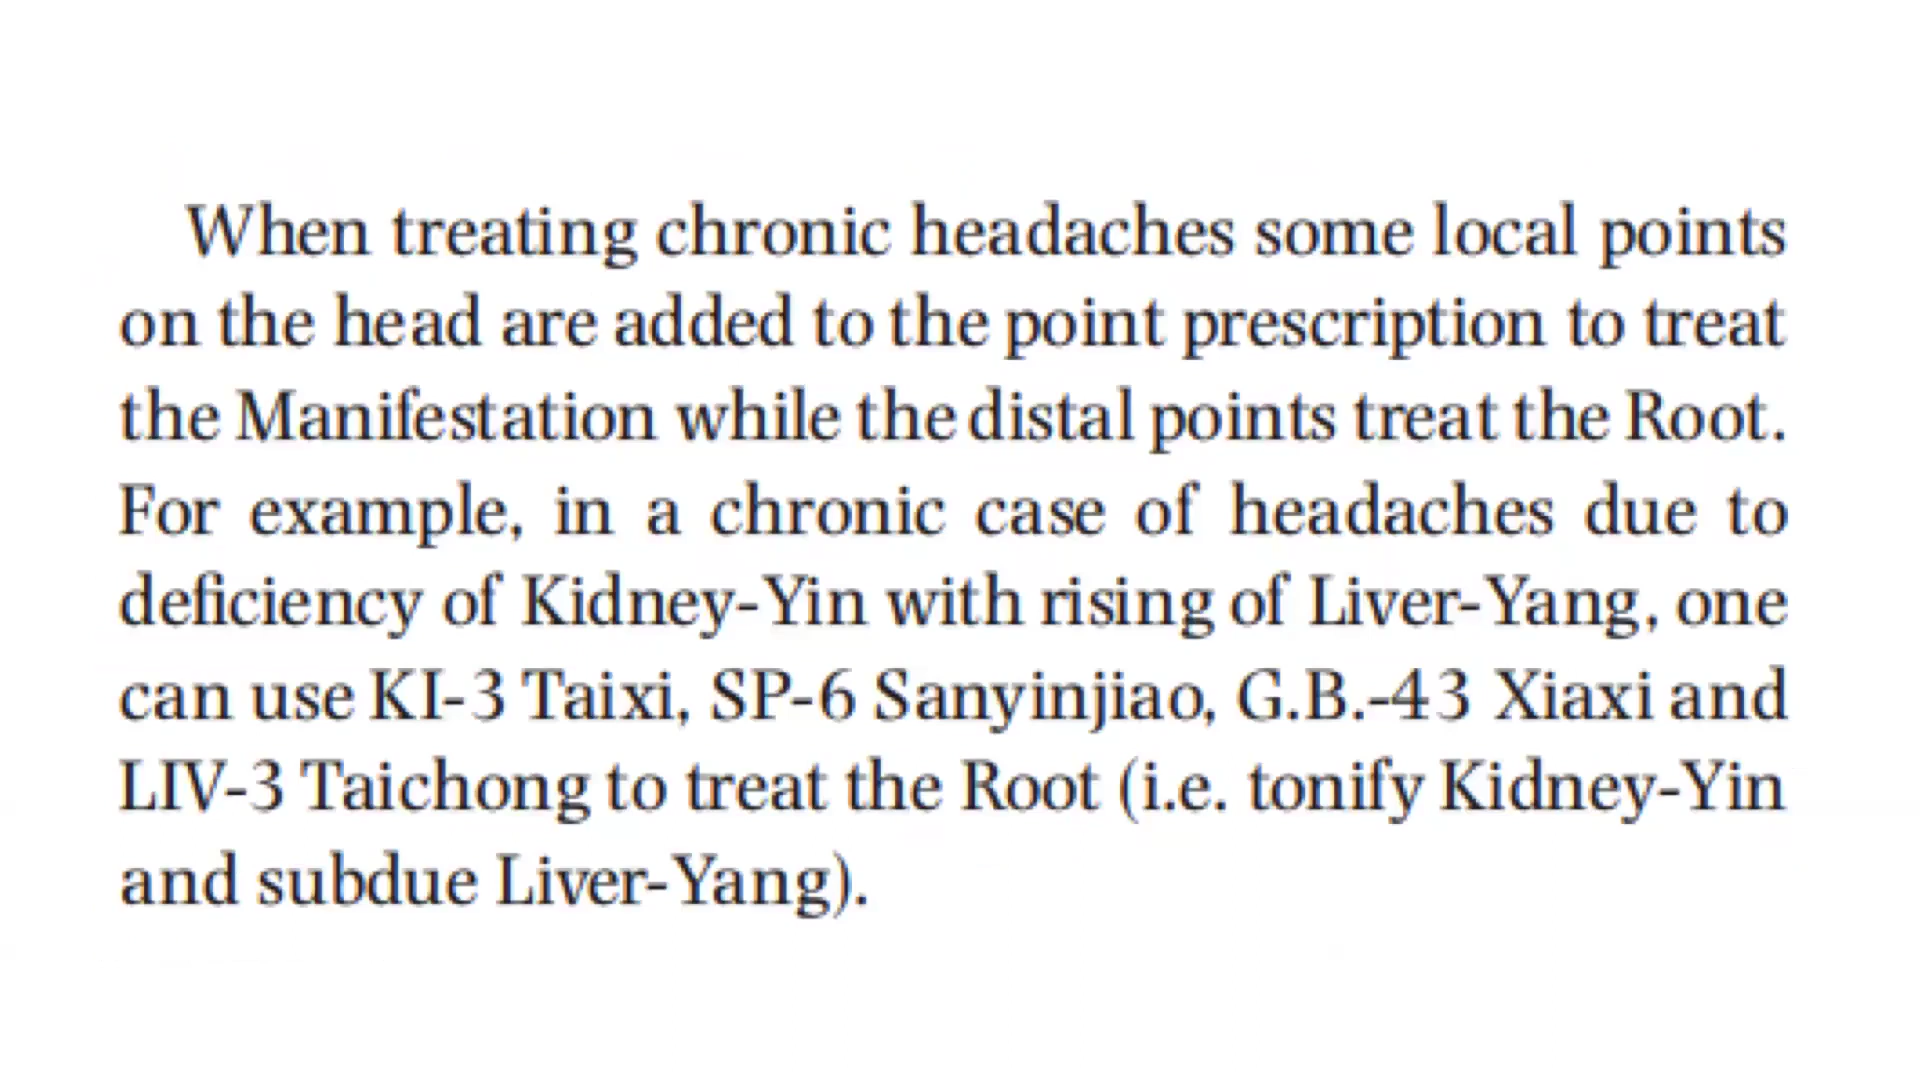 When treating chronic headaches some local points
on the head are added to the point prescription to treat
the Manifestation while the distal points treat the Root.
For example, in a chronic case of headaches due to
deficiency of Kidney-Yin with rising of Liver-Yang, one
can use KI-3 Taixi, SP-6 Sanyinjiao, G.B.-43 Xiaxi and
LIV-3 Taichong to treat the Root (i.e. tonify Kidney-Yin
and subdue Liver-Yang).